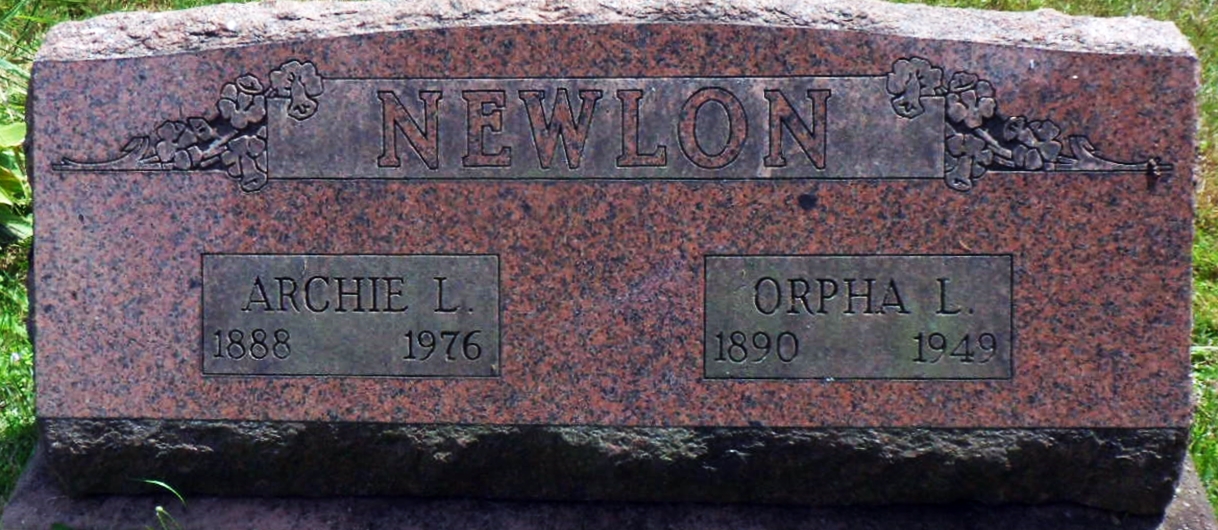 NEWLON
ARCHIE L.
1888 1976
ORPHA L.
1890 1949